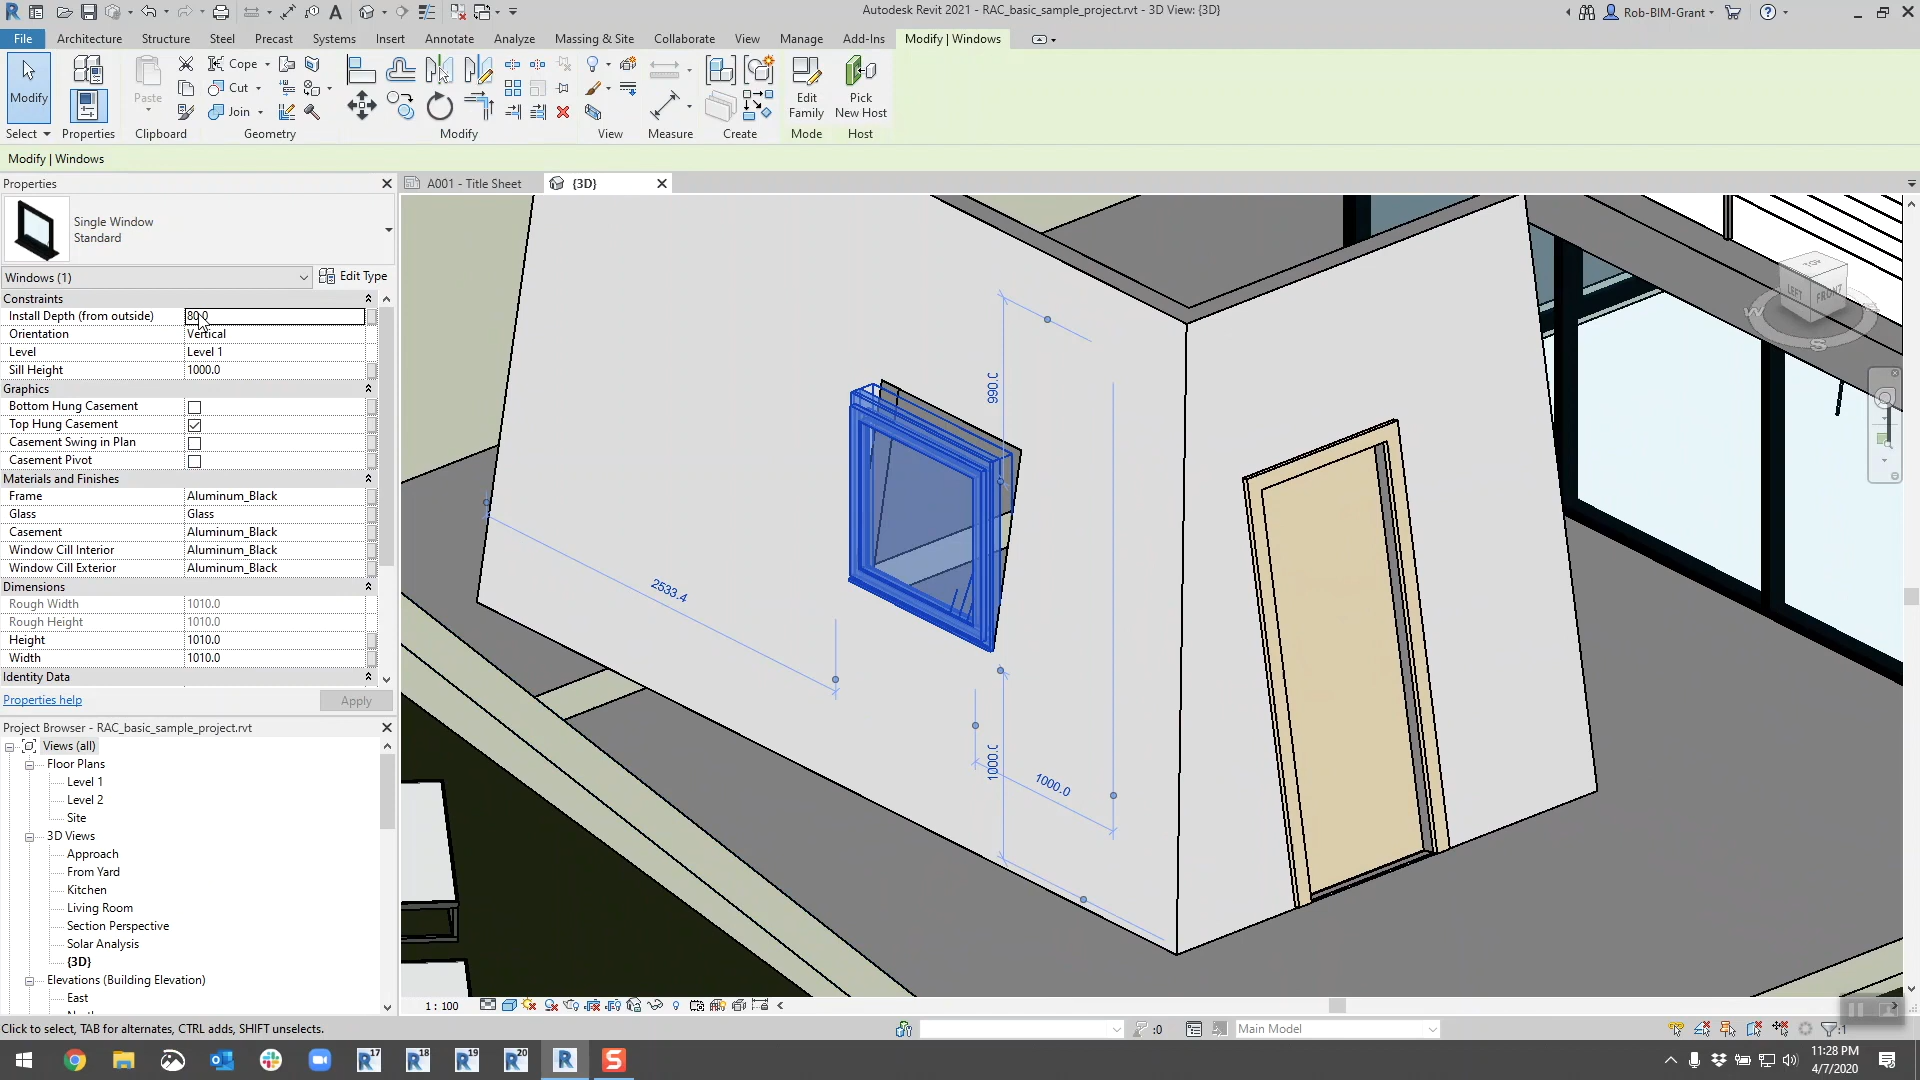 Autodesk Revit 2021 - RAC_basic_sample_project.rvt - 3D View: {3D}
Rob-BIM-Grant
File Architecture Structure Steel Precast Systems Insert Annotate Analyze Massing & Site Collaborate View Manage Add-Ins Modify | Windows
Modify
Paste
Cope
Cut
Join
Edit
Family
Pick
New Host
Select Properties Clipboard Geometry Modify View Measure Create Mode Host
Modify | Windows
Properties
A001 - Title Sheet
{3D}
Single Window
Standard
Windows (1)
Edit Type
Constraints
Install Depth (from outside) 80.0
Orientation Vertical
Level Level 1
Sill Height 1000.0
Graphics
Bottom Hung Casement
Top Hung Casement
Casement Swing in Plan
Casement Pivot
Materials and Finishes
Frame Aluminum_Black
Glass Glass
Casement Aluminum_Black
Window Cill Interior Aluminum_Black
Window Cill Exterior Aluminum_Black
Dimensions
Rough Width 1010.0
Rough Height 1010.0
Height 1010.0
Width 1010.0
Identity Data
Properties help
Apply
990.0
2533.4
1000.0
1000.0
TOP
LEFT
FRONT
W
S
Project Browser - RAC_basic_sample_project.rvt
Views (all)
Floor Plans
Level 1
Level 2
Site
3D Views
Approach
From Yard
Kitchen
Living Room
Section Perspective
Solar Analysis
{3D}
Elevations (Building Elevation)
East
1 : 100
Click to select, TAB for alternates, CTRL adds, SHIFT unselects.
:0
Main Model
:1
R17
R18
R19
R20
R
S
11:28 PM
4/7/2020